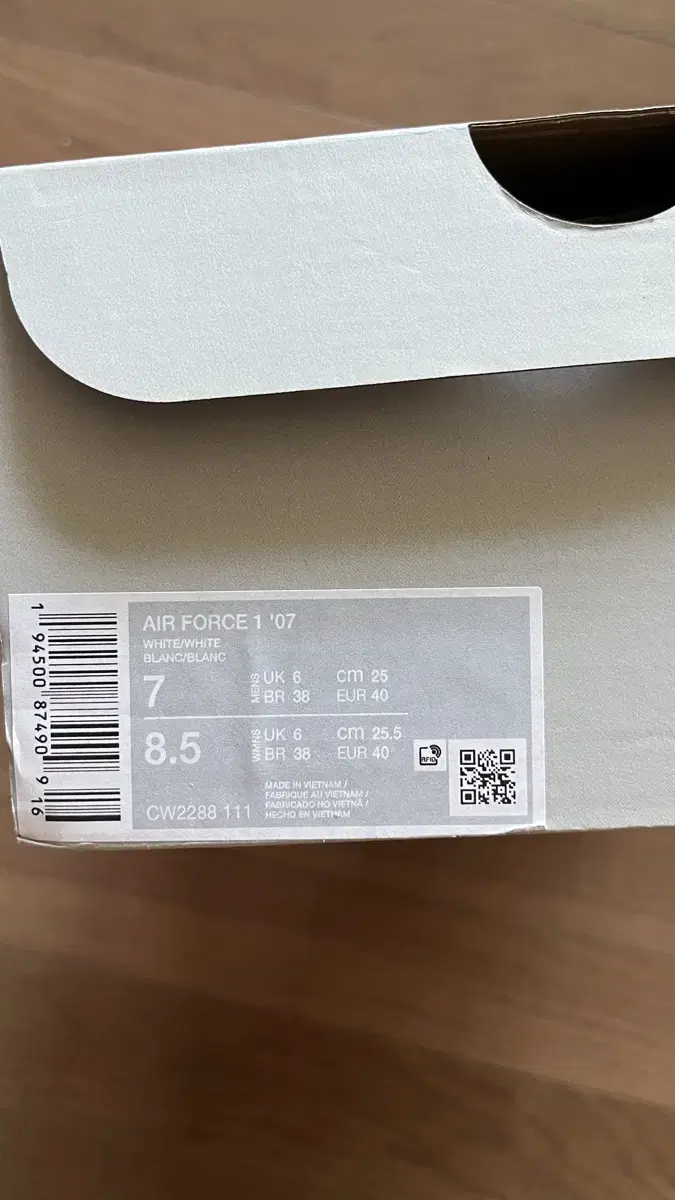 AIR FORCE 1 '07
WHITE/WHITE
BLANC/BLANC
7
MENS
UK 6 cm 25
BR 38 EUR 40
8.5
WMNS
UK 6 cm 25.5
BR 38 EUR 40
RFID
CW2288 111
MADE IN VIETNAM /
FABRIQUE AU VIETNAM /
FABRICADO NO VIETNÃ /
HECHO EN VIETNAM
1 94500 87490 9 16